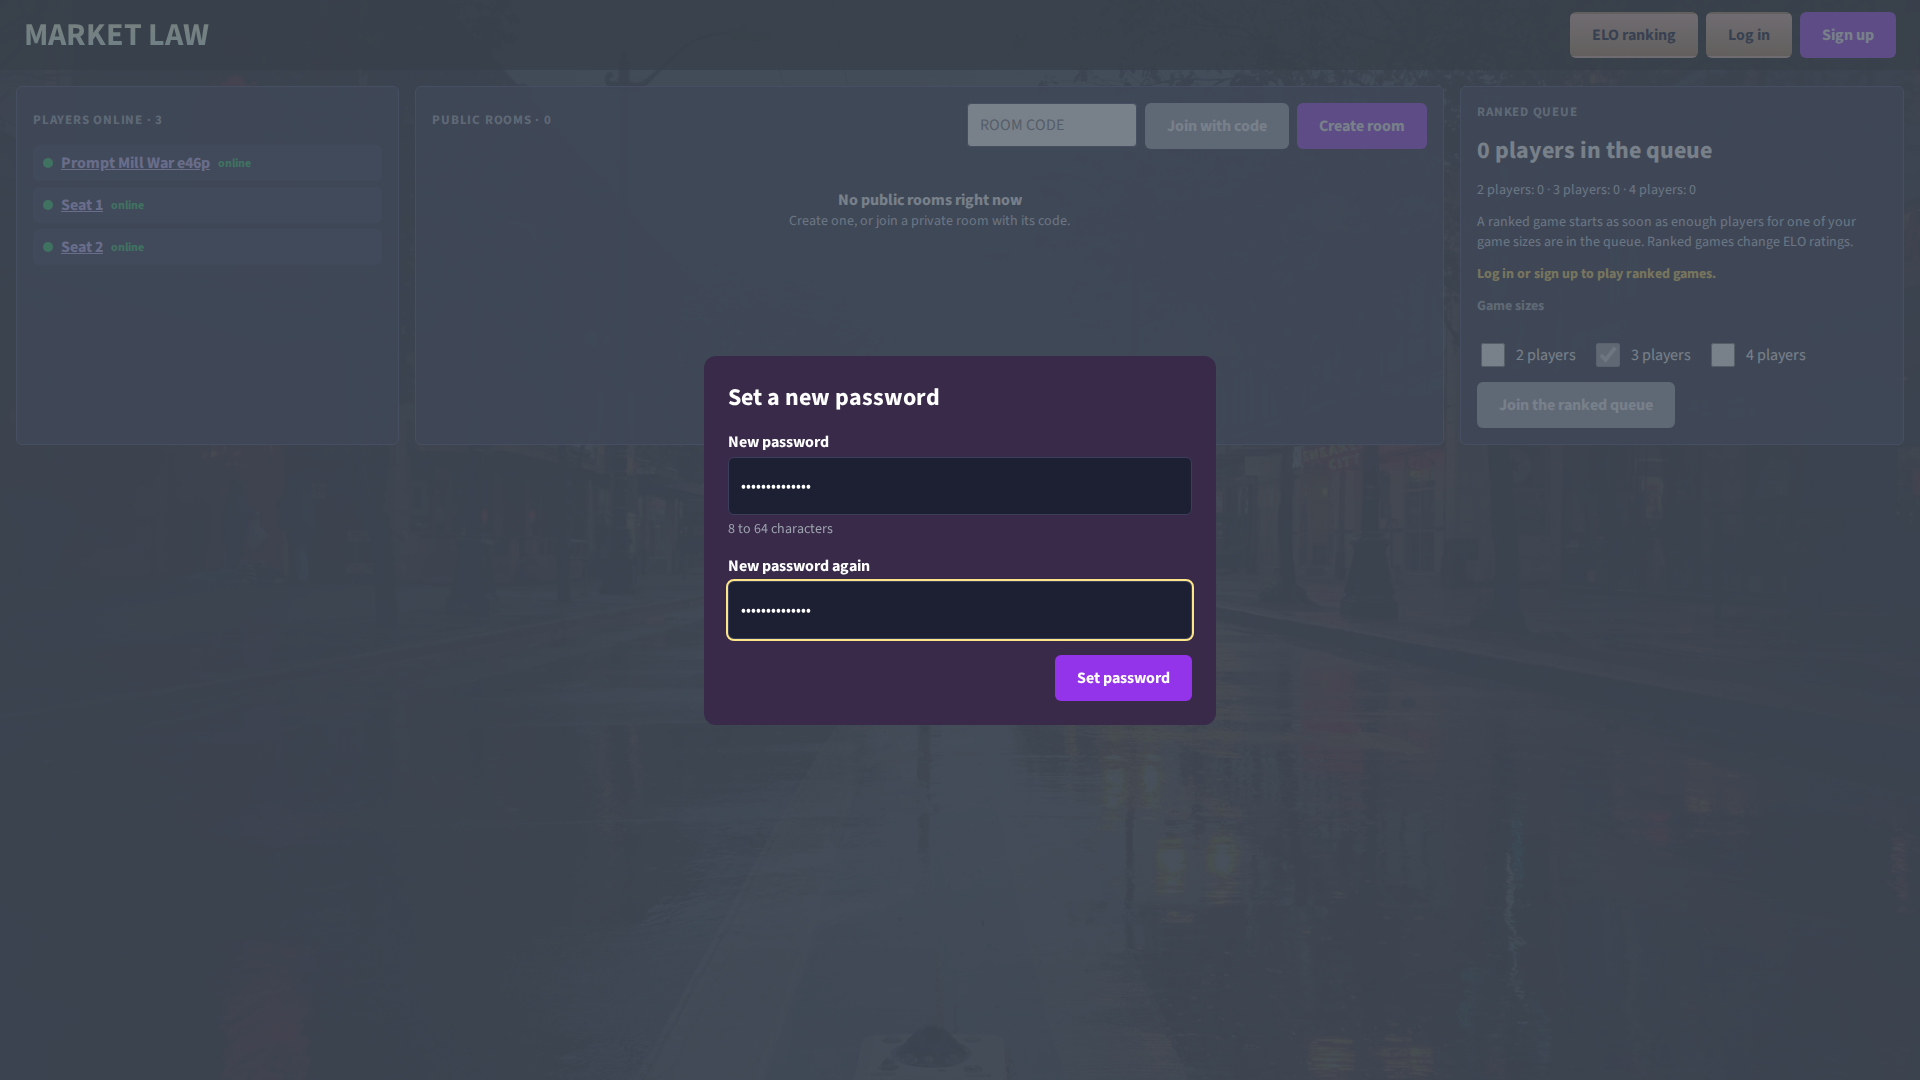 MARKET LAW
ELO ranking
Log in
Sign up
PLAYERS ONLINE · 3
Prompt Mill War e46p online
Seat 1 online
Seat 2 online
PUBLIC ROOMS · 0
ROOM CODE
Join with code
Create room
No public rooms right now
Create one, or join a private room with its code.
RANKED QUEUE
0 players in the queue
2 players: 0 · 3 players: 0 · 4 players: 0
A ranked game starts as soon as enough players for one of your
game sizes are in the queue. Ranked games change ELO ratings.
Log in or sign up to play ranked games.
Game sizes
2 players
3 players
4 players
Join the ranked queue
Set a new password
New password
••••••••••••••
8 to 64 characters
New password again
••••••••••••••
Set password